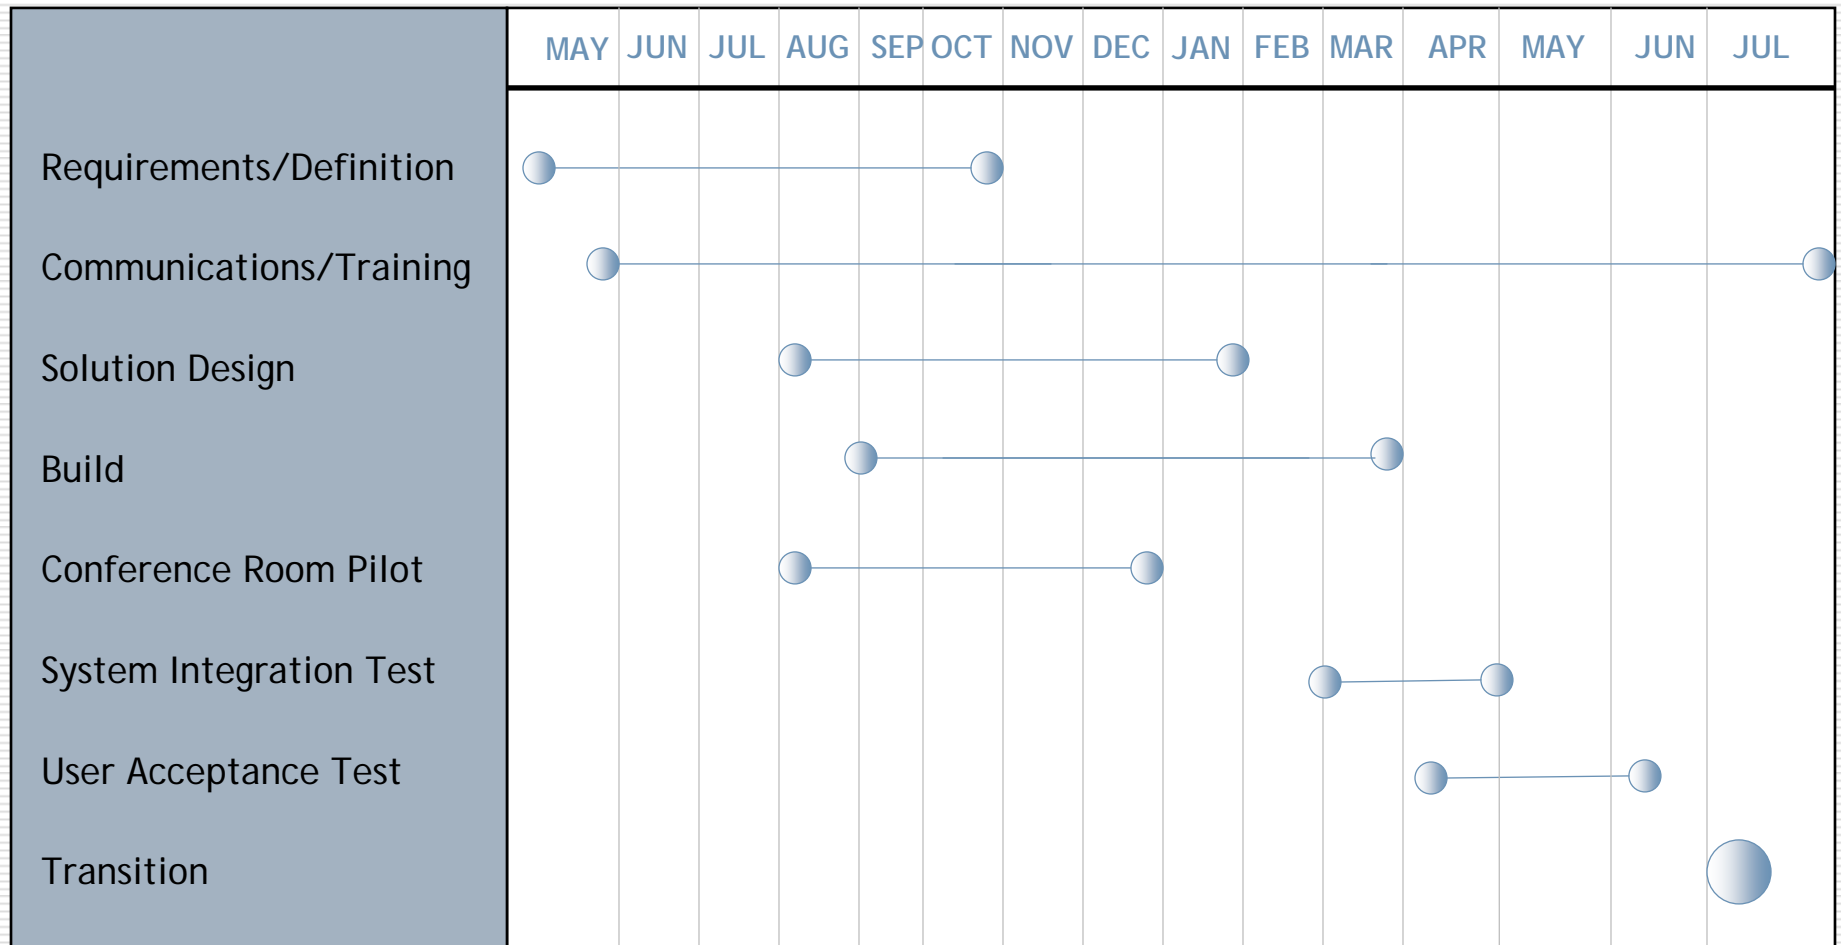 MAY JUN JUL AUG SEP OCT NOV DEC JAN FEB MAR APR MAY JUN JUL
Requirements/Definition
Communications/Training
Solution Design
Build
Conference Room Pilot
System Integration Test
User Acceptance Test
Transition